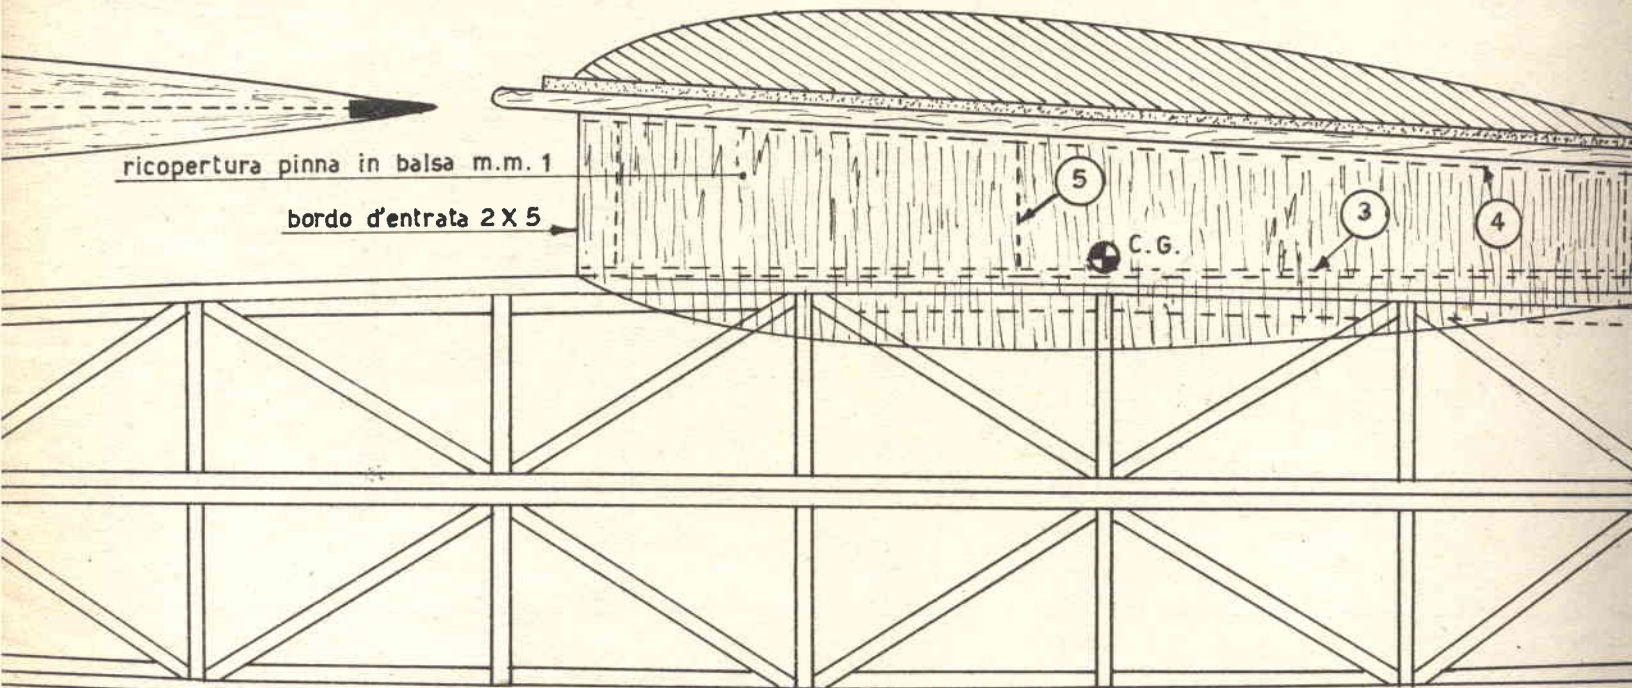 ricopertura pinna in balsa m.m. 1
bordo d'entrata 2 X 5
5
3
4
C.G.